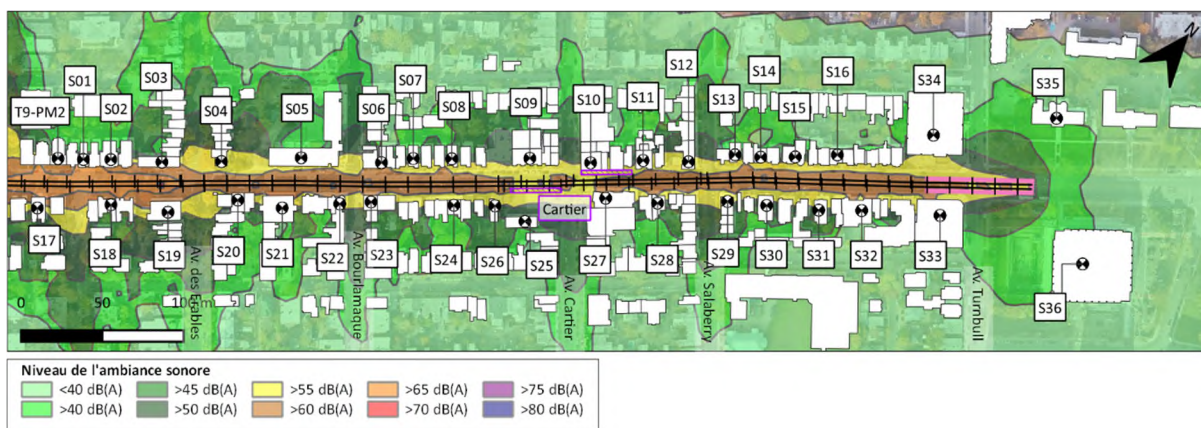 S01
S02
S03
T9-PM2
S04
S05
S06
S07
S08
S09
S10
S11
S12
S13
S14
S15
S16
S34
S35
N
Cartier
S17
S18
S19
S20
S21
S22
S23
S24
S26
S25
S27
S28
S29
S30
S31
S32
S33
S36
Av. des Érables
Av. Bourlamaque
Av. Cartier
Av. Salaberry
Av. Turnbull
0 50 100 m
Niveau de l'ambiance sonore
<40 dB(A) >45 dB(A) >55 dB(A) >65 dB(A) >75 dB(A)
>40 dB(A) >50 dB(A) >60 dB(A) >70 dB(A) >80 dB(A)